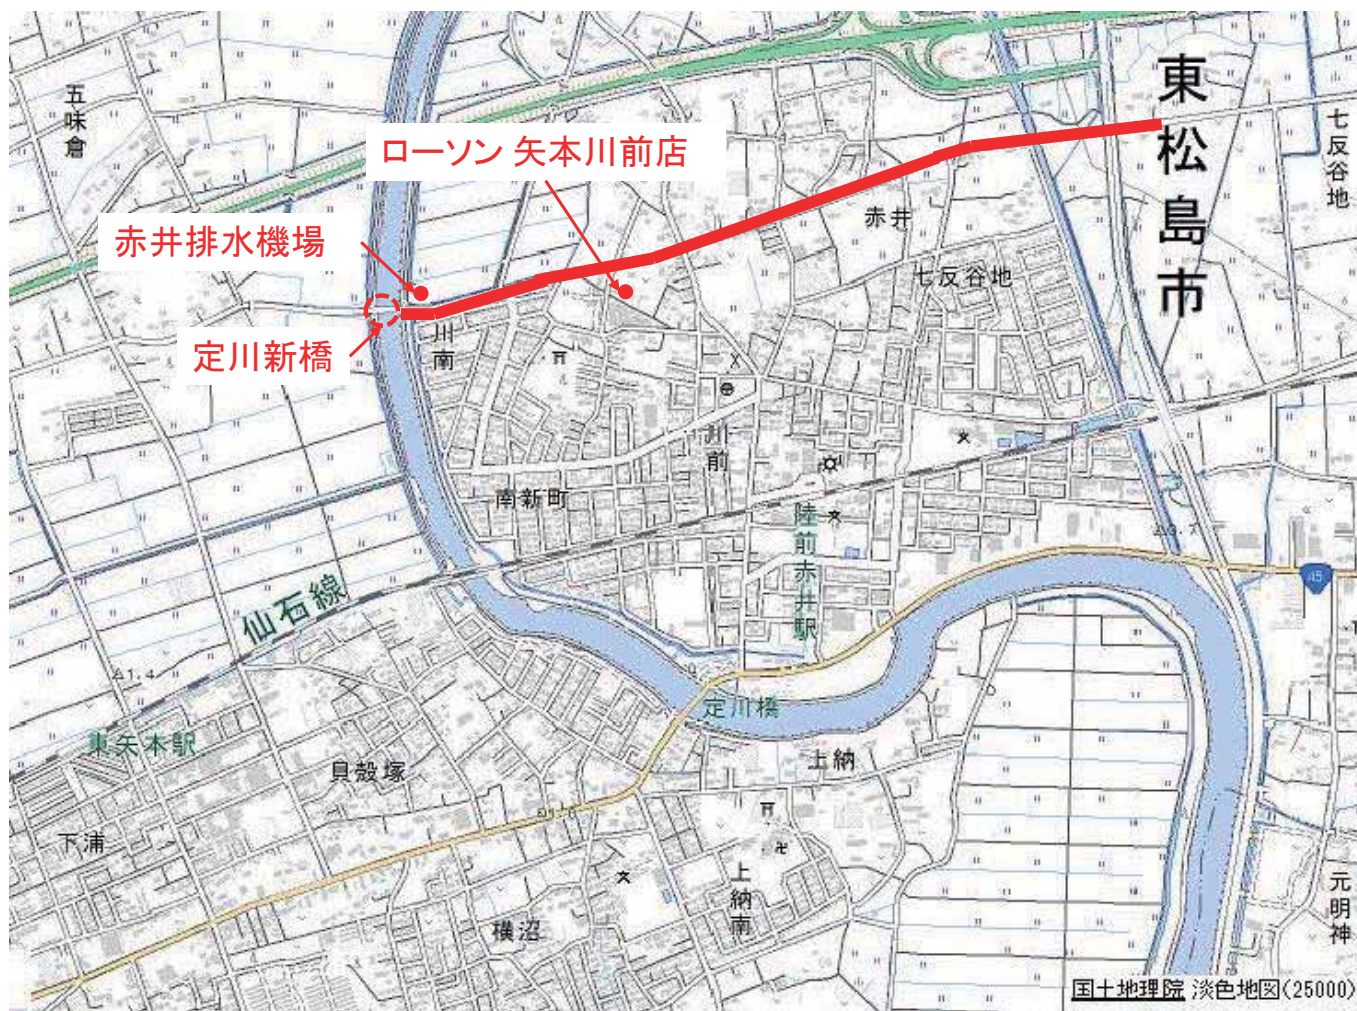 東松島市
五味倉
七反谷地
ローソン 矢本川前店
赤井
赤井排水機場
七反谷地
定川新橋
川南
川前
南新町
陸前赤井駅
45
仙石線
1.4
定川橋
東矢本駅
貝殻塚
上納
下浦
上納南
横沼
元明神
国土地理院 淡色地図(25000)